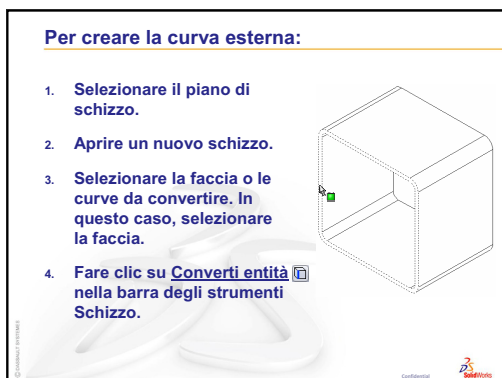 Per creare la curva esterna:
1. Selezionare il piano di
schizzo.
2. Aprire un nuovo schizzo.
3. Selezionare la faccia o le
curve da convertire. In
questo caso, selezionare
la faccia.
4. Fare clic su Converti entità
nella barra degli strumenti
Schizzo.
Confidential
SolidWorks